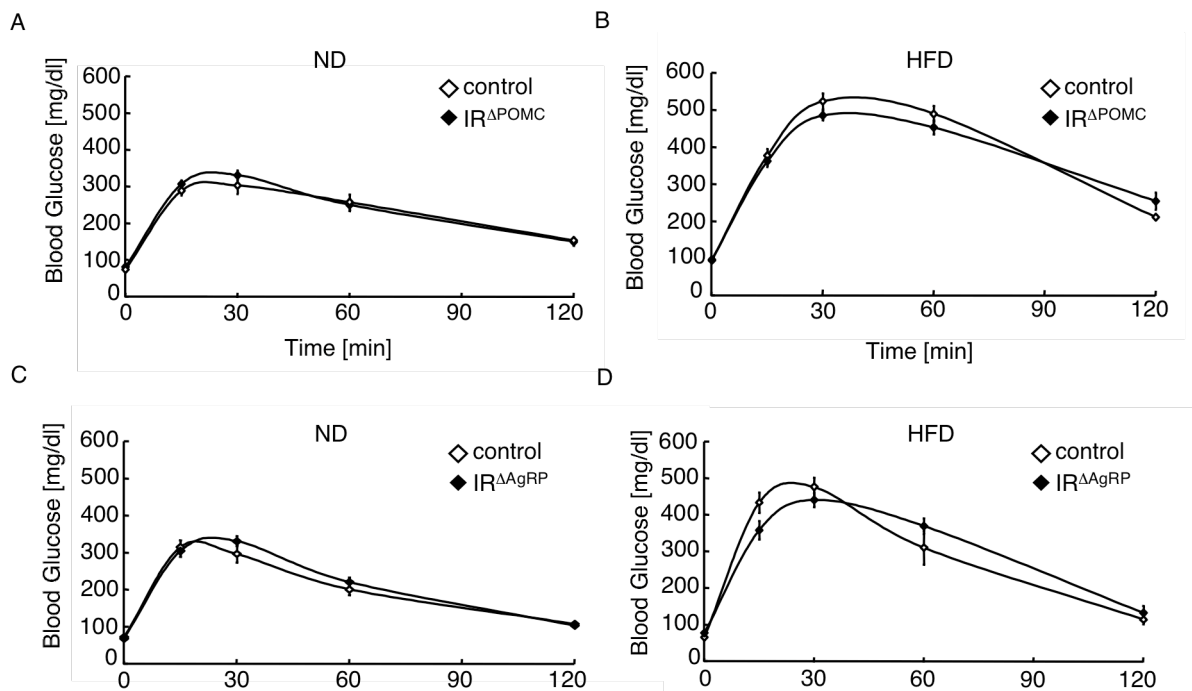 A
ND
Blood Glucose [mg/dl]
600
500
400
300
200
100
0
control
IRΔPOMC
0 30 60 90 120
Time [min]
B
HFD
Blood Glucose [mg/dl]
600
500
400
300
200
100
0
control
IRΔPOMC
0 30 60 90 120
Time [min]
C
ND
Blood Glucose [mg/dl]
600
500
400
300
200
100
0
control
IRΔAgRP
0 30 60 90 120
D
HFD
Blood Glucose [mg/dl]
600
500
400
300
200
100
0
control
IRΔAgRP
0 30 60 90 120